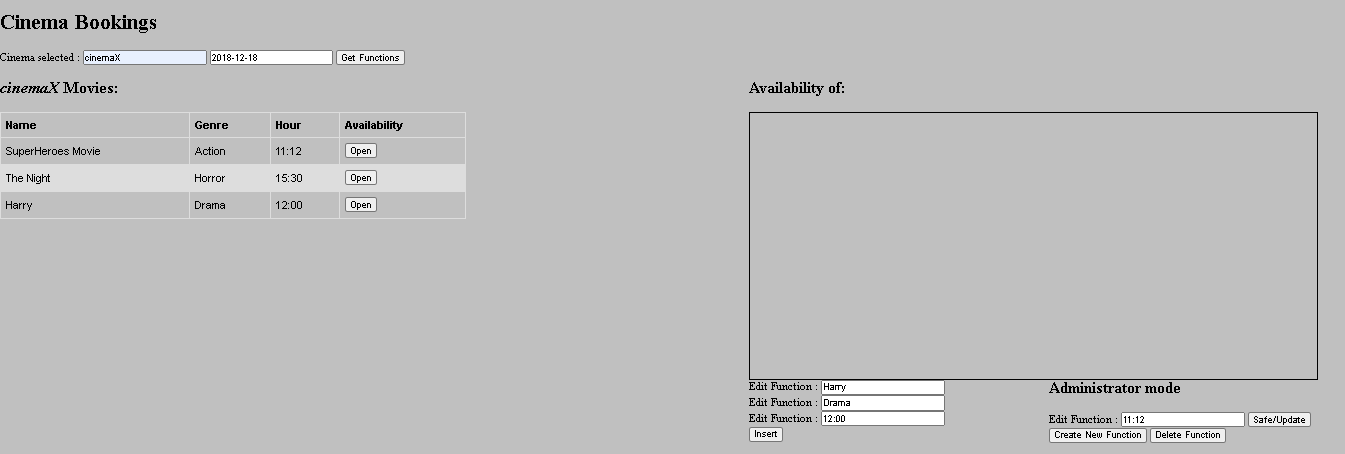 Cinema Bookings
Cinema selected : cinemaX 2018-12-18 Get Functions
cinemaX Movies:
Name Genre Hour Availability
SuperHeroes Movie Action 11:12 Open
The Night Horror 15:30 Open
Harry Drama 12:00 Open
Availability of:
Edit Function : Harry
Edit Function : Drama
Edit Function : 12:00
Insert
Administrator mode
Edit Function : 11:12 Safe/Update
Create New Function Delete Function